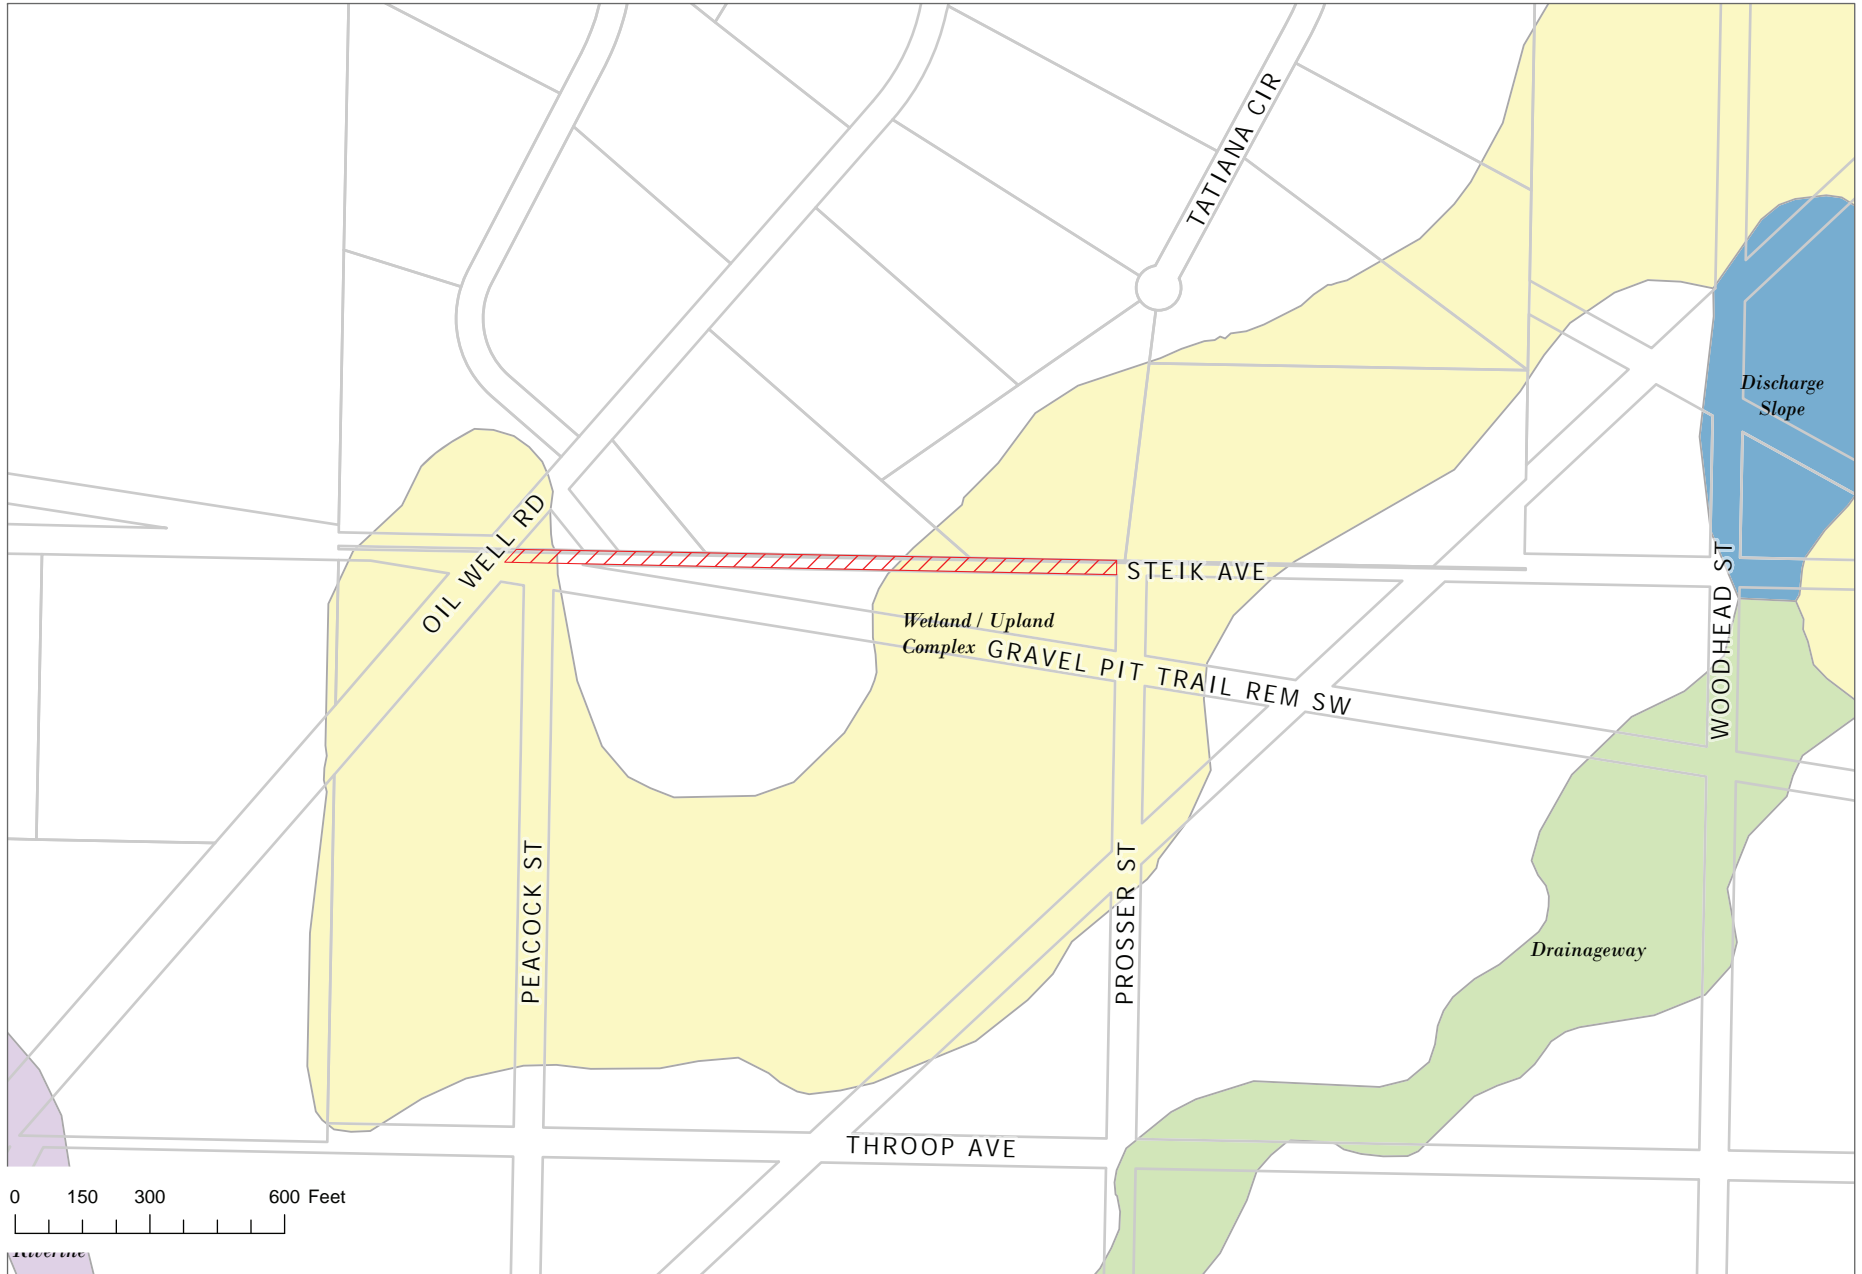 TATIANA CIR
Discharge
Slope
OIL WELL RD
STEIK AVE
Wetland / Upland
Complex
GRAVEL PIT TRAIL REM SW
WOODHEAD ST
PEACOCK ST
PROSSER ST
Drainageway
THROOP AVE
0 150 300 600 Feet
Riverine